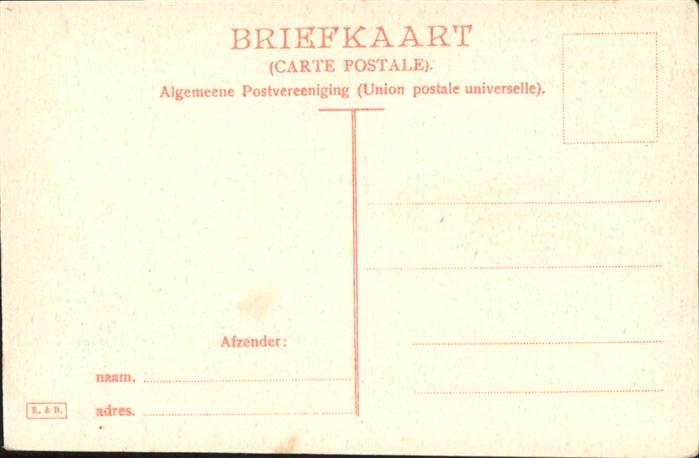 BRIEFKAART
(CARTE POSTALE).
Algemeene Postvereeniging (Union postale universelle).
Afzender:
naam.
adres.
R. & B.